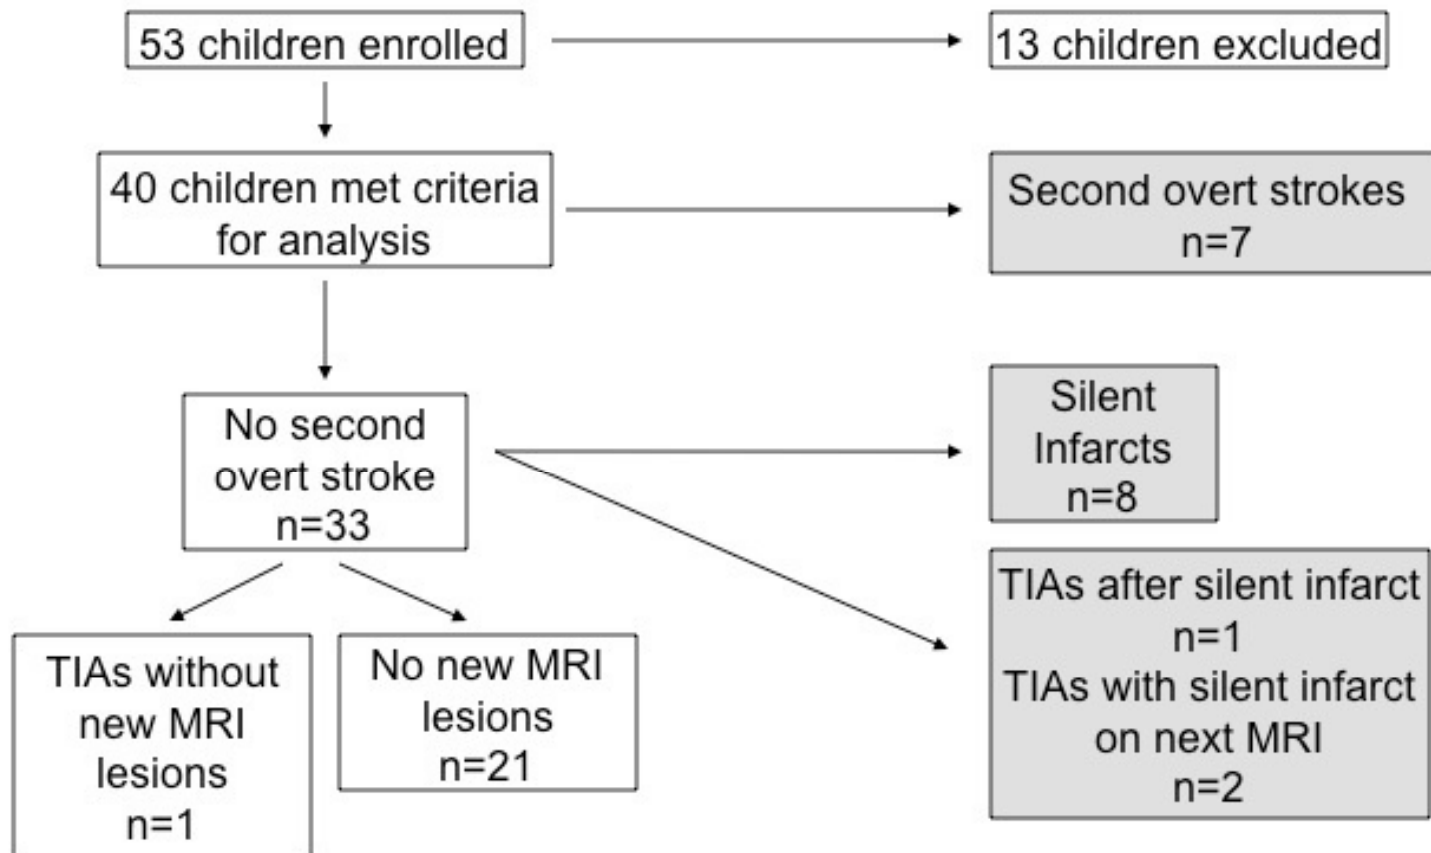 53 children enrolled
13 children excluded
40 children met criteria
for analysis
Second overt strokes
n=7
No second
overt stroke
n=33
Silent
Infarcts
n=8
TIAs after silent infarct
n=1
TIAs with silent infarct
on next MRI
n=2
TIAs without
new MRI
lesions
n=1
No new MRI
lesions
n=21